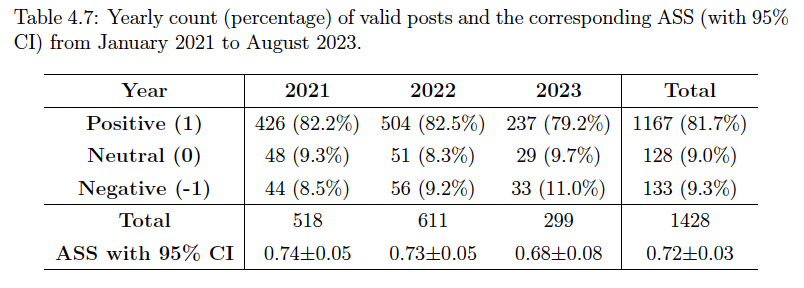 Table 4.7: Yearly count (percentage) of valid posts and the corresponding ASS (with 95%
CI) from January 2021 to August 2023.
Year 2021 2022 2023 Total
Positive (1) 426 (82.2%) 504 (82.5%) 237 (79.2%) 1167 (81.7%)
Neutral (0) 48 (9.3%) 51 (8.3%) 29 (9.7%) 128 (9.0%)
Negative (-1) 44 (8.5%) 56 (9.2%) 33 (11.0%) 133 (9.3%)
Total 518 611 299 1428
ASS with 95% CI 0.74±0.05 0.73±0.05 0.68±0.08 0.72±0.03